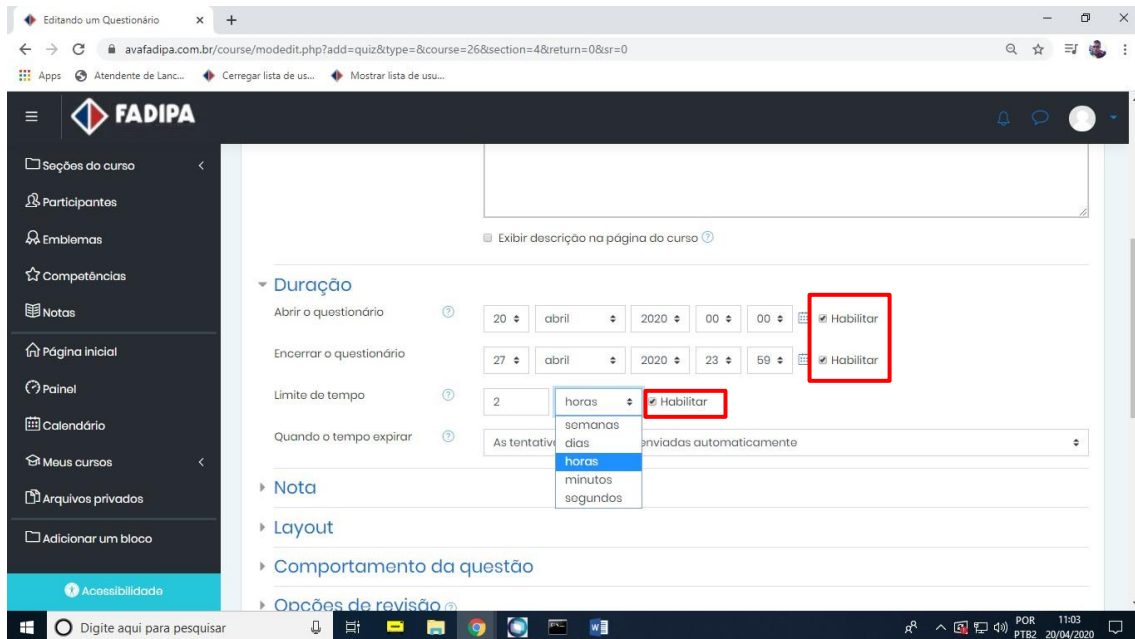 Editando um Questionário
avafadipa.com.br/course/modedit.php?add=quiz&type=&course=26&section=4&return=0&sr=0
Apps Atendente de Lanc... Cerregar lista de us... Mostrar lista de usu...
FADIPA
Seções do curso
Participantes
Emblemas
Competências
Notas
Página inicial
Painel
Calendário
Meus cursos
Arquivos privados
Adicionar um bloco
Acessibilidade
Exibir descrição na página do curso
Duração
Abrir o questionário 20 abril 2020 00 00 Habilitar
Encerrar o questionário 27 abril 2020 23 59 Habilitar
Limite de tempo 2 horas Habilitar
semanas
Quando o tempo expirar As dias enviadas automaticamente
horas
minutos
segundos
Nota
Layout
Comportamento da questão
Opções de revisão
Digite aqui para pesquisar
POR 11:03
PTB2 20/04/2020